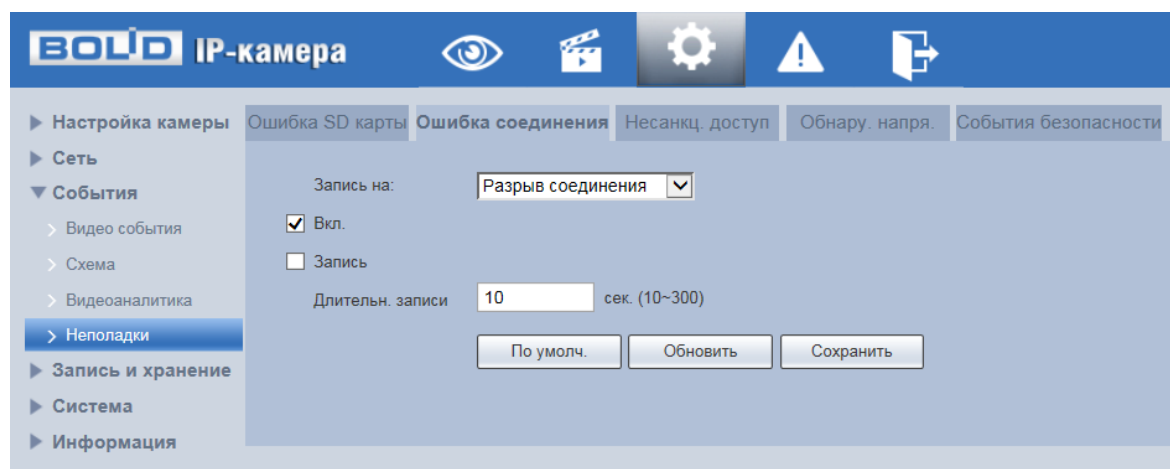 BOLID IP-камера
Настройка камеры
Сеть
События
Видео события
Схема
Видеоаналитика
Неполадки
Запись и хранение
Система
Информация
Ошибка SD карты Ошибка соединения Несанкц. доступ Обнару. напря. События безопасности
Запись на: Разрыв соединения
Вкл.
Запись
Длительн. записи 10 сек. (10~300)
По умолч. Обновить Сохранить